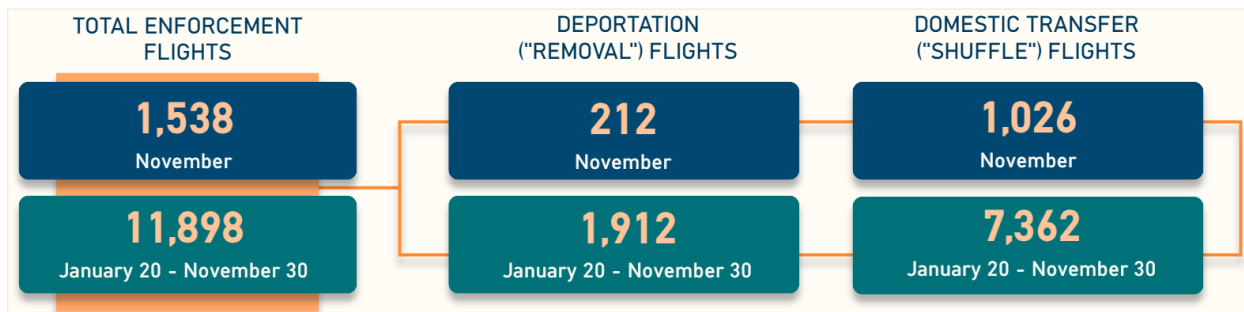 TOTAL ENFORCEMENT
FLIGHTS
1,538
November
11,898
January 20 - November 30
DEPORTATION
("REMOVAL") FLIGHTS
212
November
1,912
January 20 - November 30
DOMESTIC TRANSFER
("SHUFFLE") FLIGHTS
1,026
November
7,362
January 20 - November 30